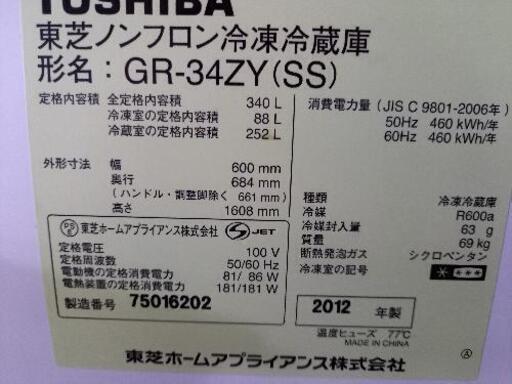 TOSHIBA
東芝ノンフロン冷凍冷蔵庫
形名：GR-34ZY(SS)
定格内容積 全定格内容積 340 L
冷凍室の定格内容積 88 L
冷蔵室の定格内容積 252 L
消費電力量 (JIS C 9801-2006年)
50Hz 460 kWh/年
60Hz 460 kWh/年
外形寸法 幅 600 mm
奥行 684 mm
(ハンドル・調整脚除く 661 mm)
高さ 1608 mm
種類 冷凍冷蔵庫
冷媒 R600a
冷媒封入量 63 g
質量 69 kg
断熱発泡ガス シクロペンタン
冷凍室の記号
PS E 東芝ホームアプライアンス株式会社 JET
定格電圧 100 V
定格周波数 50/60 Hz
電動機の定格消費電力 81/ 86 W
電熱装置の定格消費電力 181/181 W
製造番号 75016202
2012 年製
温度ヒューズ 77℃
MADE IN CHINA
東芝ホームアプライアンス株式会社
Ⓐ